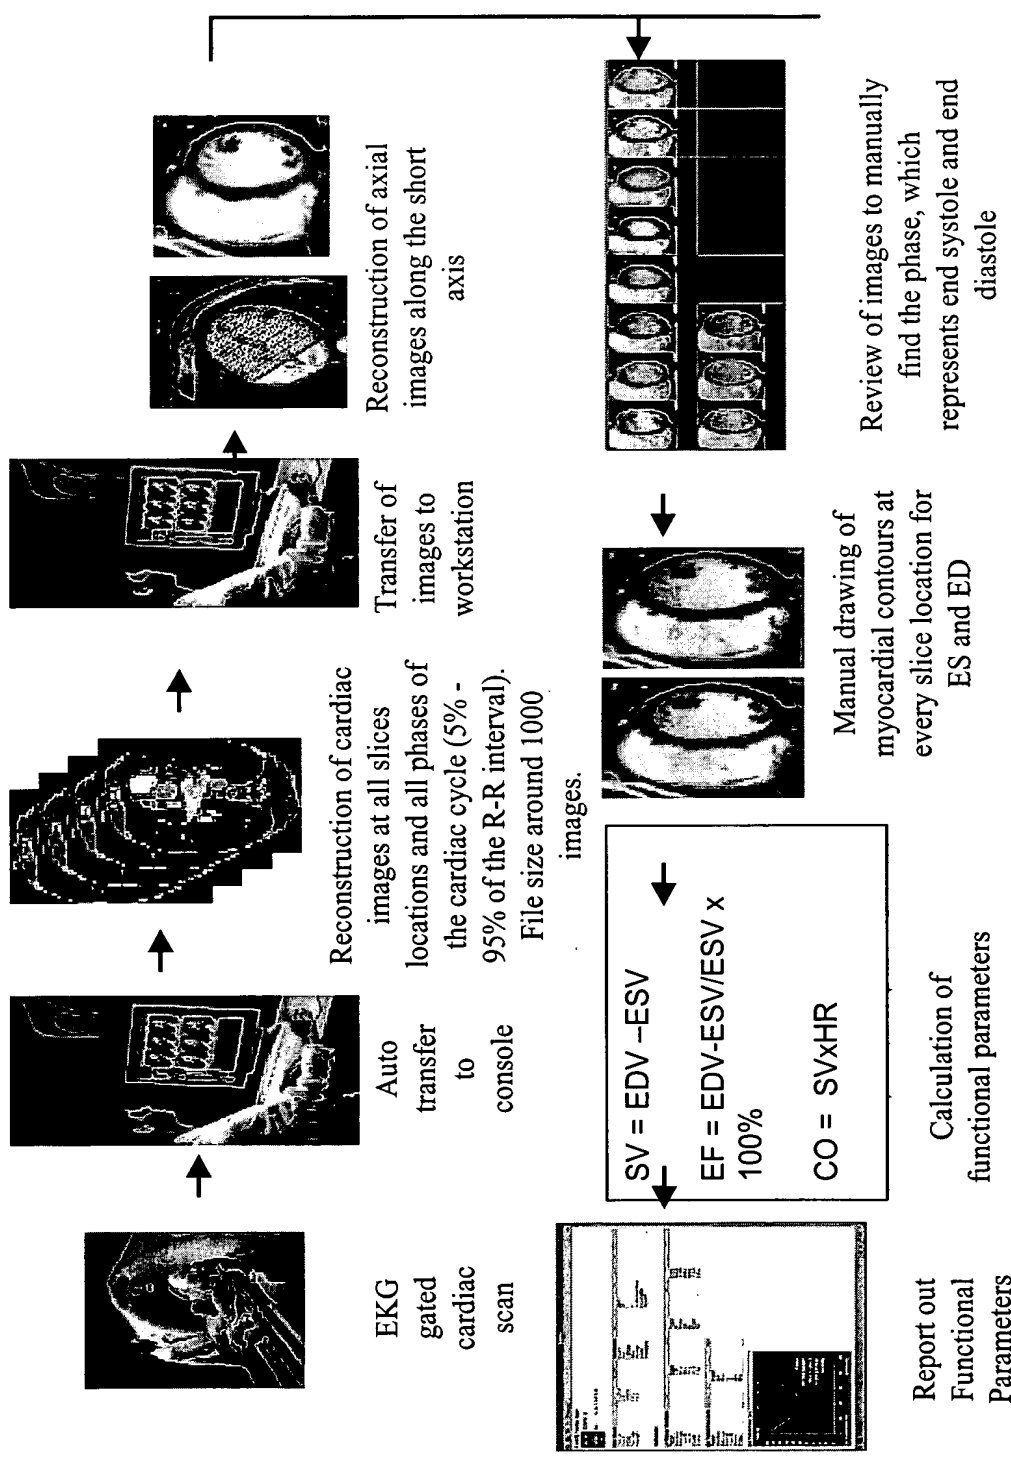 EKG
gated
cardiac
scan
Auto
transfer
to
console
Reconstruction of cardiac
images at all slices
locations and all phases of
the cardiac cycle (5% -
95% of the R-R interval).
File size around 1000
images.
Transfer of
images to
workstation
Reconstruction of axial
images along the short
axis
Review of images to manually
find the phase, which
represents end systole and end
diastole
Manual drawing of
myocardial contours at
every slice location for
ES and ED
SV = EDV –ESV
EF = EDV-ESV/ESV x
100%
CO = SVxHR
Calculation of
functional parameters
Report out
Functional
Parameters